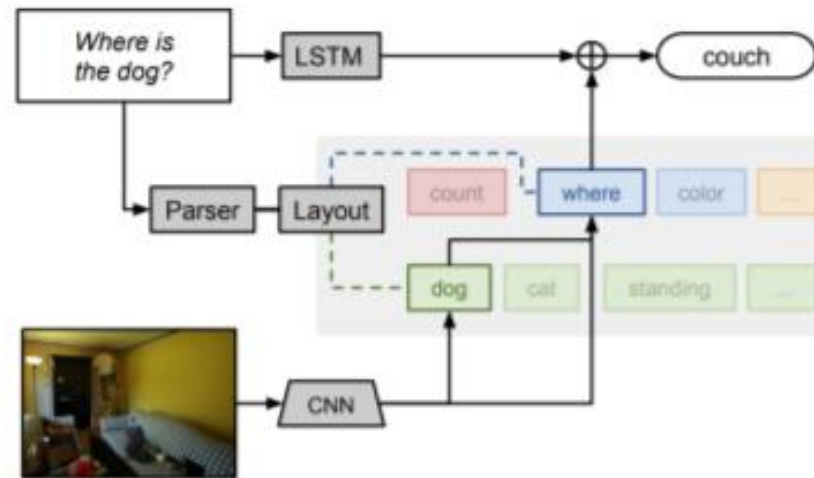 Where is
the dog?
LSTM
couch
count
where
color
...
Parser
Layout
dog
cat
standing
...
CNN